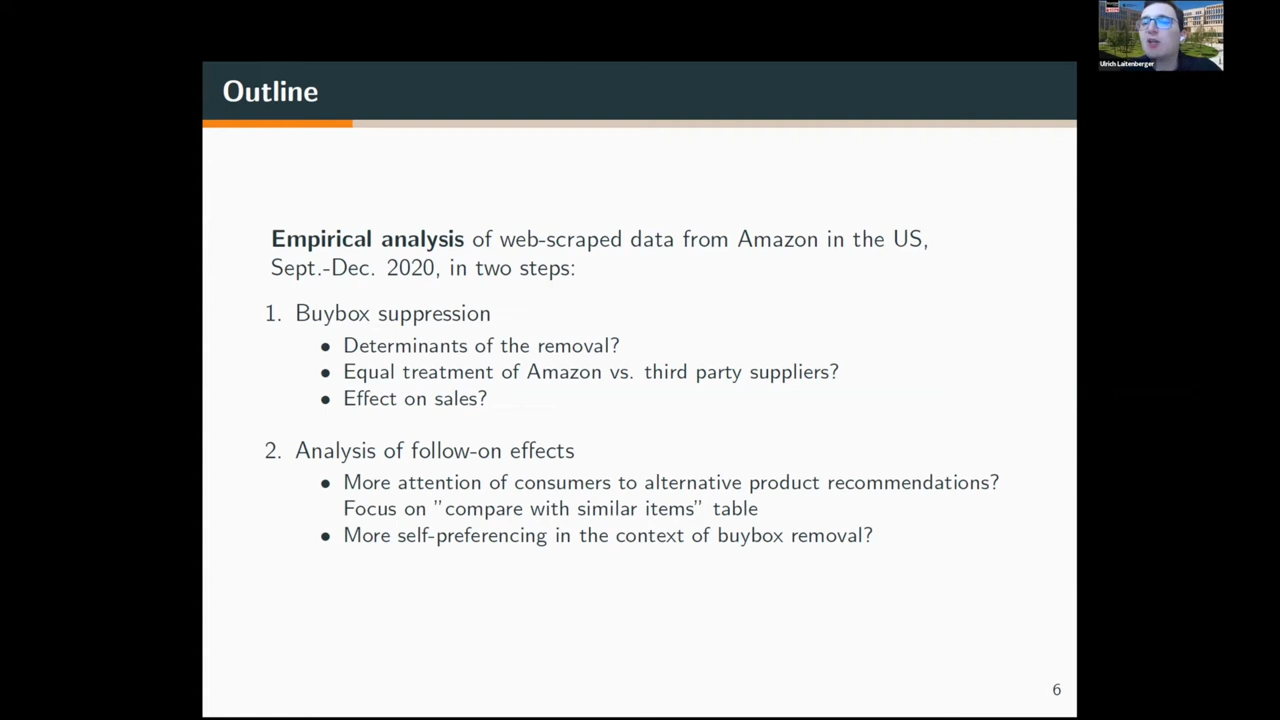 Ulrich Laitenberger
Outline
Empirical analysis of web-scraped data from Amazon in the US,
Sept.-Dec. 2020, in two steps:
1. Buybox suppression
• Determinants of the removal?
• Equal treatment of Amazon vs. third party suppliers?
• Effect on sales?
2. Analysis of follow-on effects
• More attention of consumers to alternative product recommendations?
Focus on "compare with similar items" table
• More self-preferencing in the context of buybox removal?
6